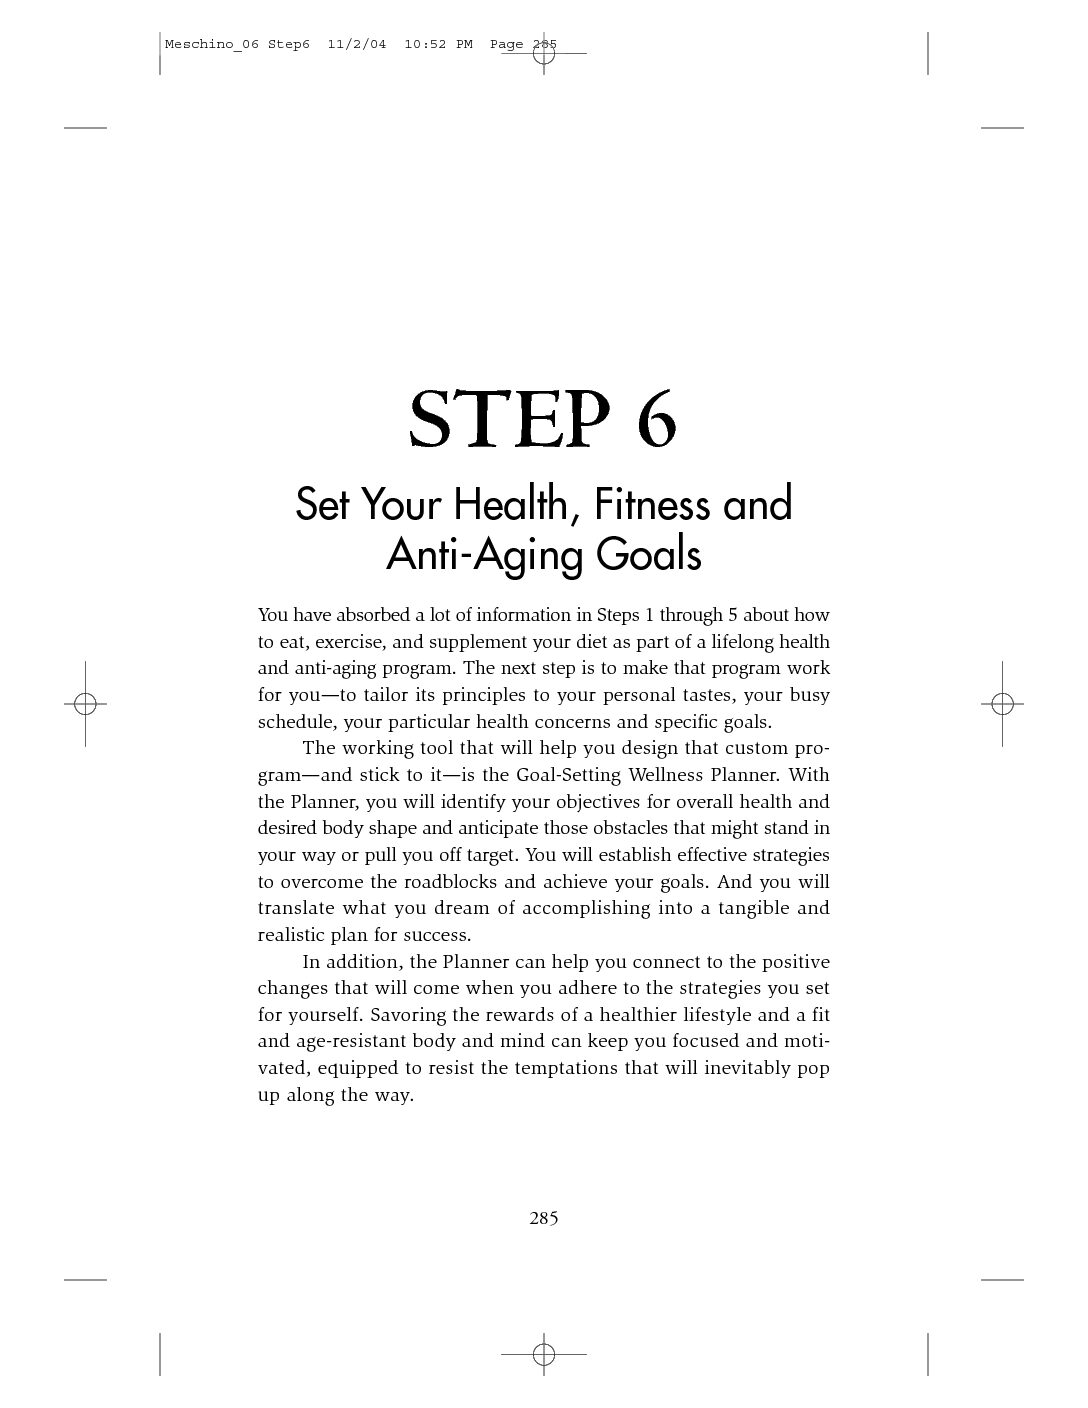 Meschino_06 Step6  11/2/04  10:52 PM  Page 285
STEP 6
Set Your Health, Fitness and
Anti-Aging Goals
You have absorbed a lot of information in Steps 1 through 5 about how
to eat, exercise, and supplement your diet as part of a lifelong health
and anti-aging program. The next step is to make that program work
for you—to tailor its principles to your personal tastes, your busy
schedule, your particular health concerns and specific goals.
The working tool that will help you design that custom pro-
gram—and stick to it—is the Goal-Setting Wellness Planner. With
the Planner, you will identify your objectives for overall health and
desired body shape and anticipate those obstacles that might stand in
your way or pull you off target. You will establish effective strategies
to overcome the roadblocks and achieve your goals. And you will
translate what you dream of accomplishing into a tangible and
realistic plan for success.
In addition, the Planner can help you connect to the positive
changes that will come when you adhere to the strategies you set
for yourself. Savoring the rewards of a healthier lifestyle and a fit
and age-resistant body and mind can keep you focused and moti-
vated, equipped to resist the temptations that will inevitably pop
up along the way.
285